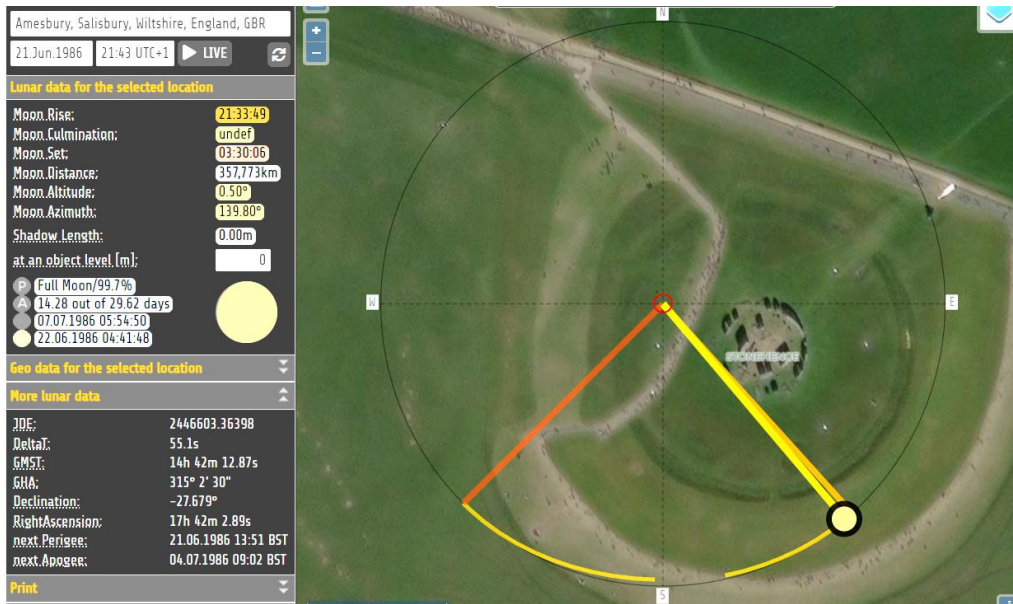 Amesbury, Salisbury, Wiltshire, England, GBR
21.Jun.1986 21:43 UTC+1 LIVE
Lunar data for the selected location
Moon Rise: 21:33:49
Moon Culmination: undef
Moon Set: 03:30:06
Moon Distance: 357,773km
Moon Altitude: 0.50°
Moon Azimuth: 139.80°
Shadow Length: 0.00m
at an object level [m]: 0
P Full Moon/99.7%
A 14.28 out of 29.62 days
07.07.1986 05:54:50
22.06.1986 04:41:48
Geo data for the selected location
More lunar data
JDE: 2446603.36398
DeltaT: 55.1s
GMST: 14h 42m 12.87s
GHA: 315° 2' 30"
Declination: -27.679°
RightAscension: 17h 42m 2.89s
next Perigee: 21.06.1986 13:51 BST
next Apogee: 04.07.1986 09:02 BST
Print
+
−
N
W
E
STONEHENGE
S